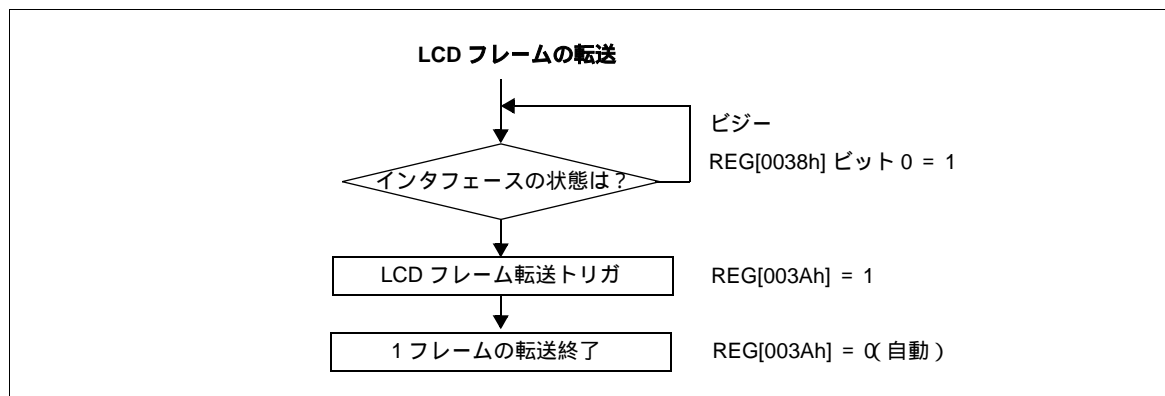 LCD フレームの転送
ビジー
REG[0038h] ビット 0 = 1
インタフェースの状態は？
LCD フレーム転送トリガ
REG[003Ah] = 1
1 フレームの転送終了
REG[003Ah] = 0( 自動 )